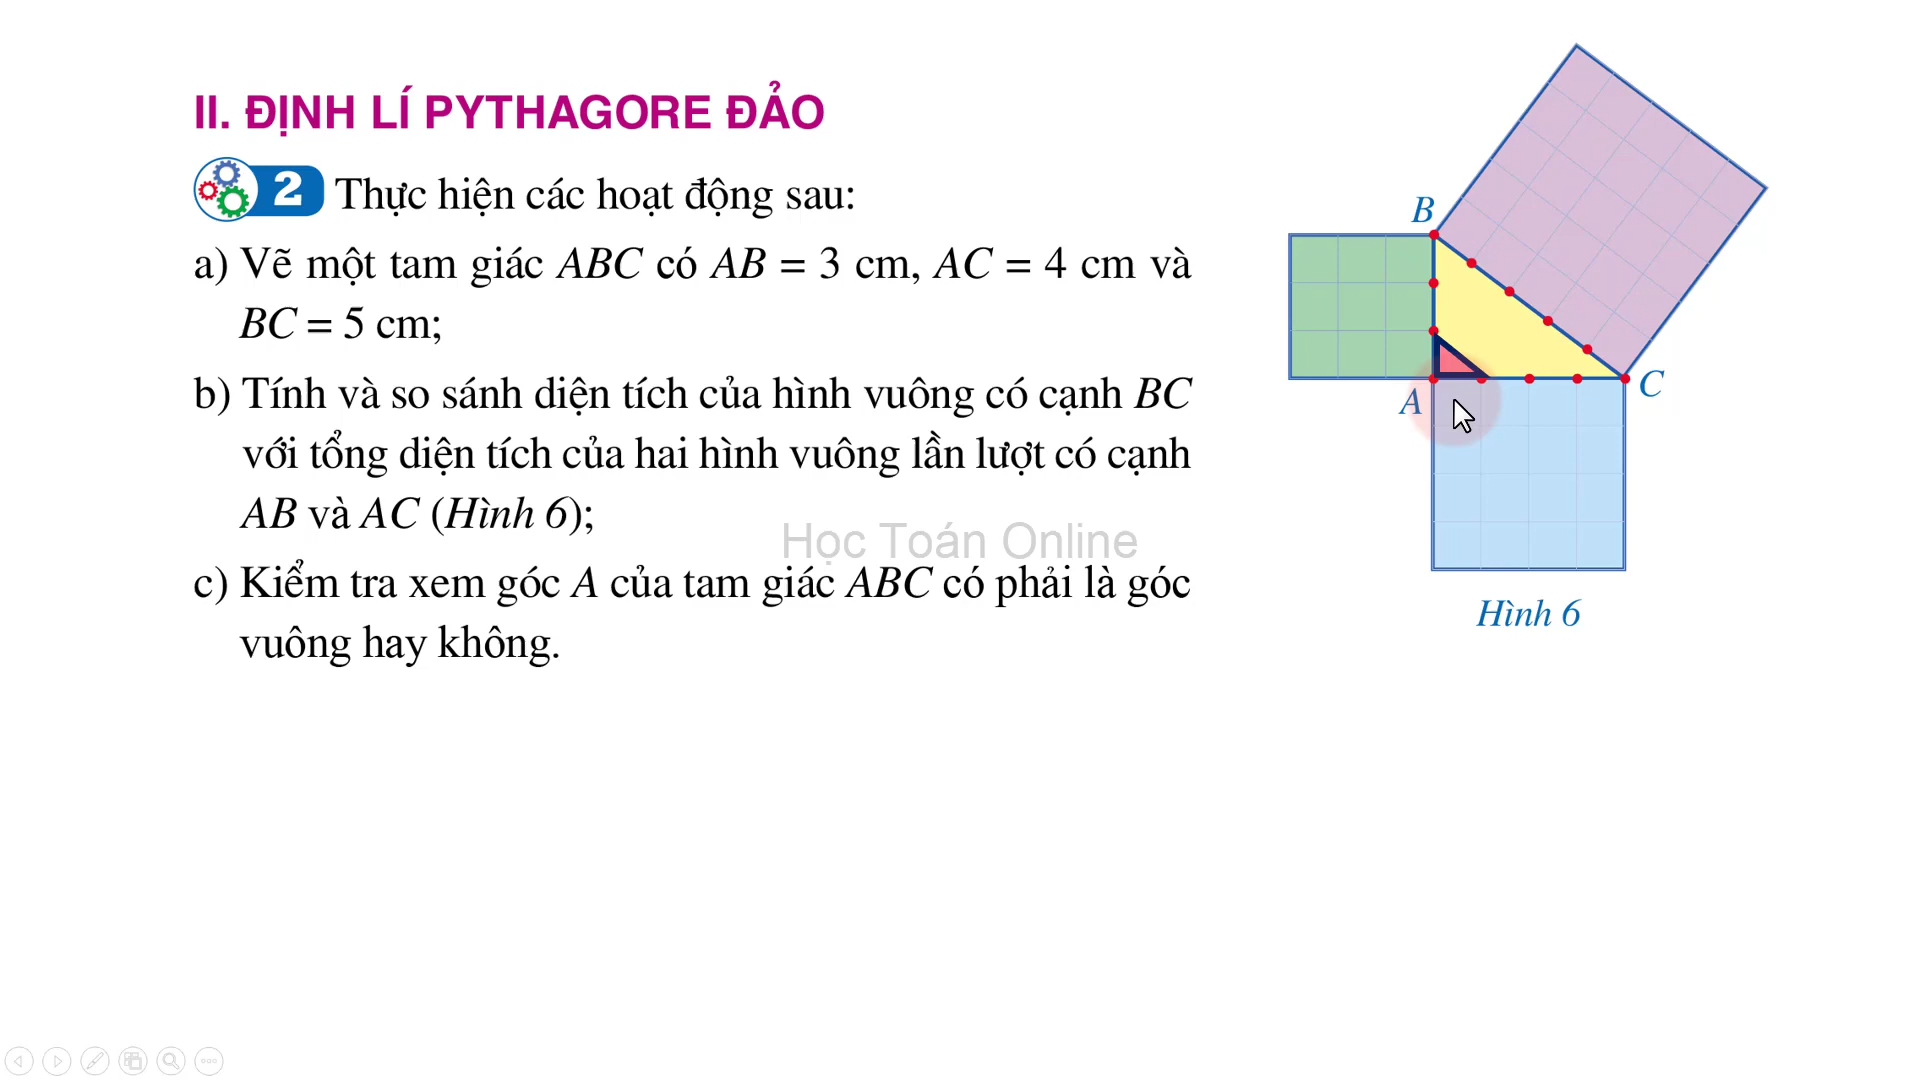 II. ĐỊNH LÍ PYTHAGORE ĐẢO
2 Thực hiện các hoạt động sau:
a) Vẽ một tam giác ABC có AB = 3 cm, AC = 4 cm và
BC = 5 cm;
b) Tính và so sánh diện tích của hình vuông có cạnh BC
với tổng diện tích của hai hình vuông lần lượt có cạnh
AB và AC (Hình 6);
Học Toán Online
c) Kiểm tra xem góc A của tam giác ABC có phải là góc
vuông hay không.
B
A
C
Hình 6